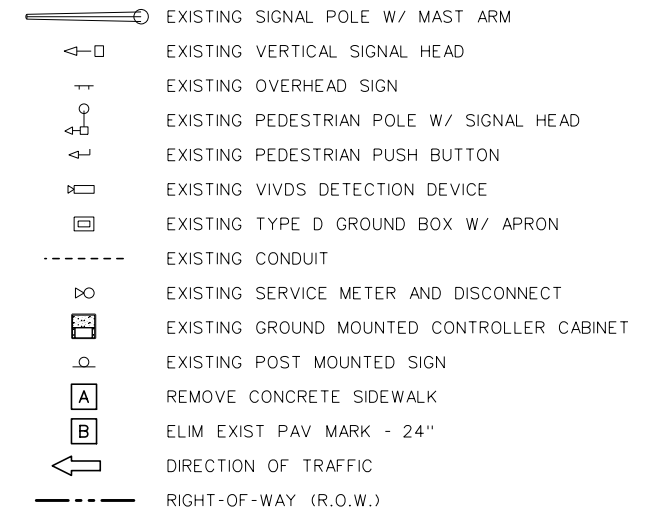 EXISTING SIGNAL POLE W/ MAST ARM
EXISTING VERTICAL SIGNAL HEAD
EXISTING OVERHEAD SIGN
EXISTING PEDESTRIAN POLE W/ SIGNAL HEAD
EXISTING PEDESTRIAN PUSH BUTTON
EXISTING VIVDS DETECTION DEVICE
EXISTING TYPE D GROUND BOX W/ APRON
EXISTING CONDUIT
EXISTING SERVICE METER AND DISCONNECT
EXISTING GROUND MOUNTED CONTROLLER CABINET
EXISTING POST MOUNTED SIGN
A REMOVE CONCRETE SIDEWALK
B ELIM EXIST PAV MARK - 24"
DIRECTION OF TRAFFIC
RIGHT-OF-WAY (R.O.W.)